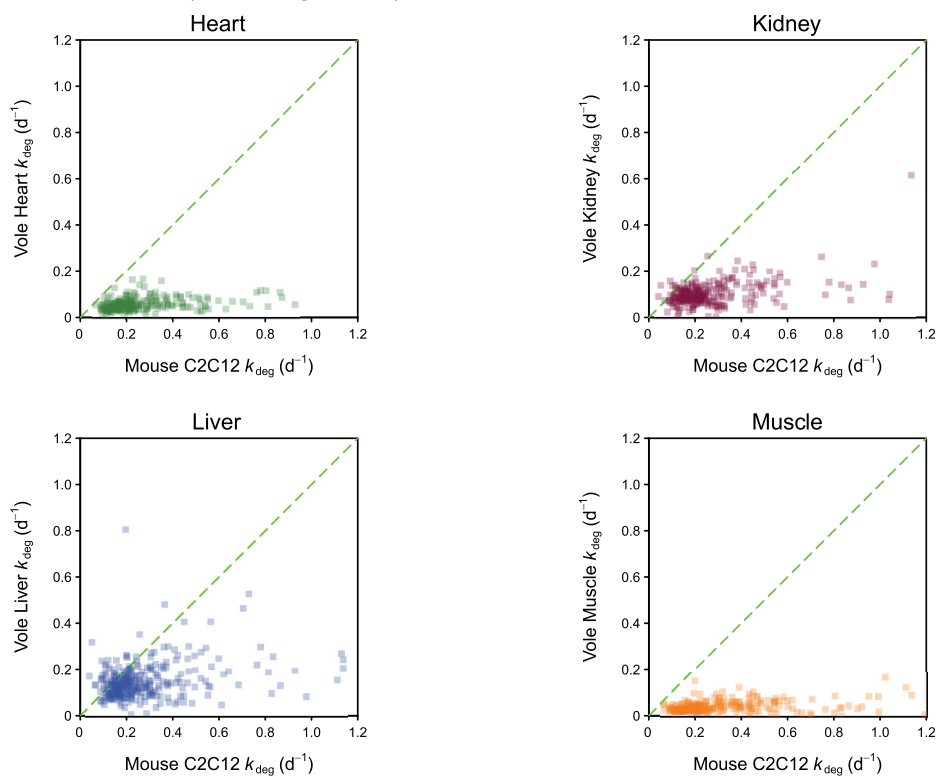 Heart
1.2
1.0
0.8
0.6
0.4
0.2
0
0 0.2 0.4 0.6 0.8 1.0 1.2
Vole Heart kdeg (d⁻¹)
Mouse C2C12 kdeg (d⁻¹)
Kidney
1.2
1.0
0.8
0.6
0.4
0.2
0
0 0.2 0.4 0.6 0.8 1.0 1.2
Vole Kidney kdeg (d⁻¹)
Mouse C2C12 kdeg (d⁻¹)
Liver
1.2
1.0
0.8
0.6
0.4
0.2
0
0 0.2 0.4 0.6 0.8 1.0 1.2
Vole Liver kdeg (d⁻¹)
Mouse C2C12 kdeg (d⁻¹)
Muscle
1.2
1.0
0.8
0.6
0.4
0.2
0
0 0.2 0.4 0.6 0.8 1.0 1.2
Vole Muscle kdeg (d⁻¹)
Mouse C2C12 kdeg (d⁻¹)